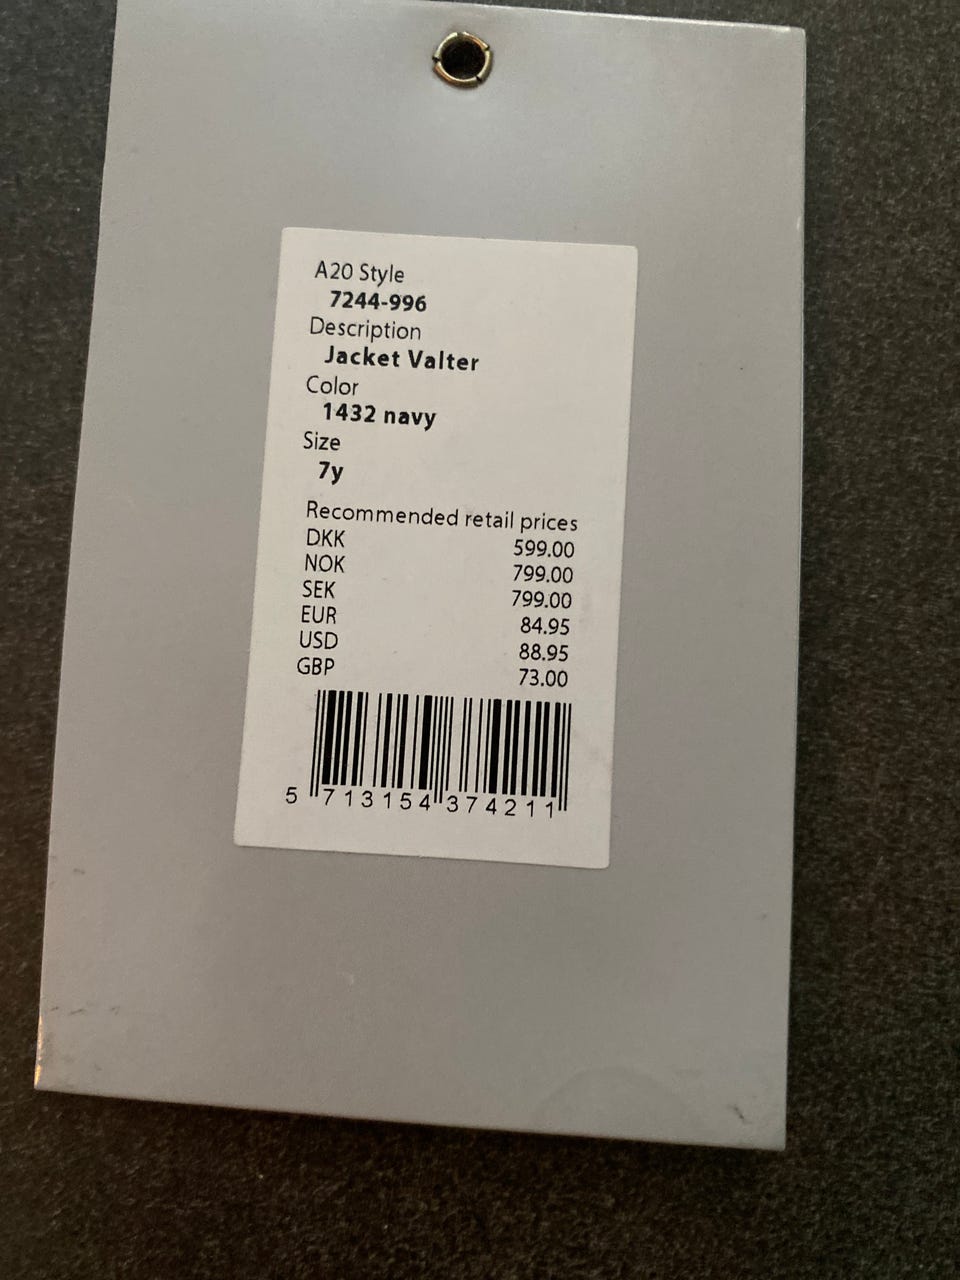 A20 Style
7244-996
Description
Jacket Valter
Color
1432 navy
Size
7y
Recommended retail prices
DKK 599.00
NOK 799.00
SEK 799.00
EUR 84.95
USD 88.95
GBP 73.00
5 713154 374211